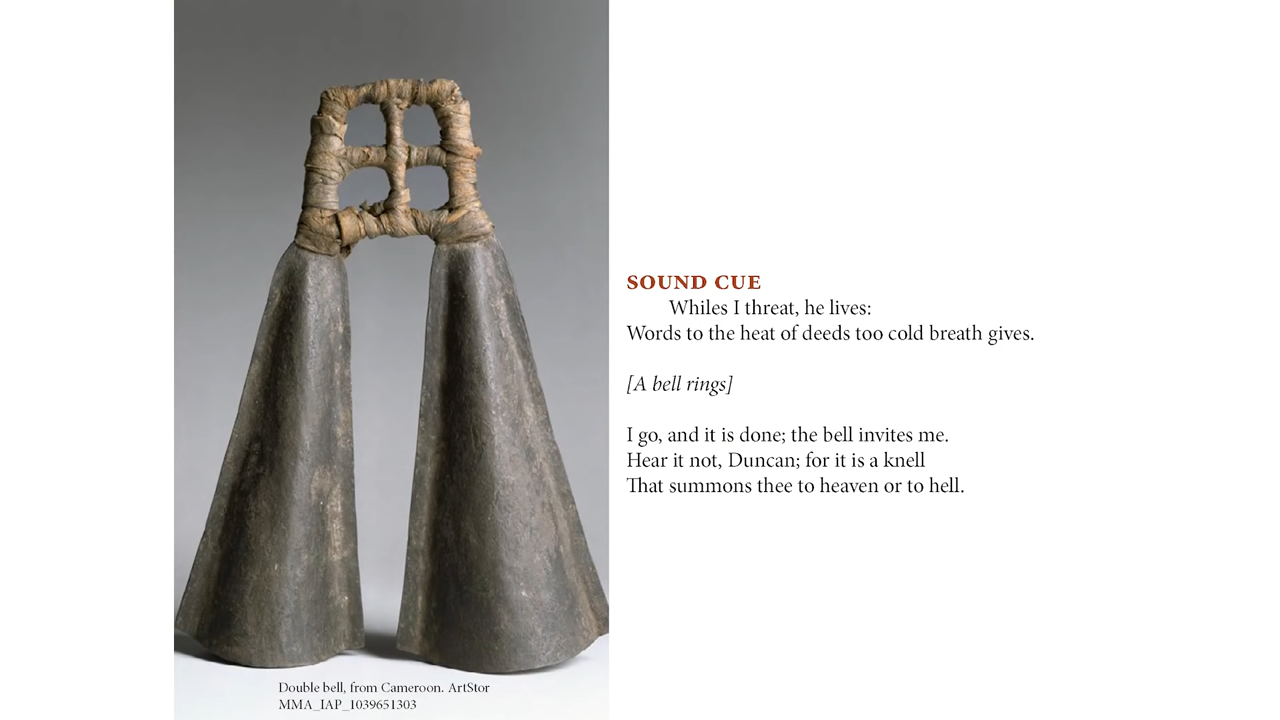 Double bell, from Cameroon. ArtStor
MMA_IAP_1039651303
SOUND CUE
Whiles I threat, he lives:
Words to the heat of deeds too cold breath gives.
[A bell rings]
I go, and it is done; the bell invites me.
Hear it not, Duncan; for it is a knell
That summons thee to heaven or to hell.